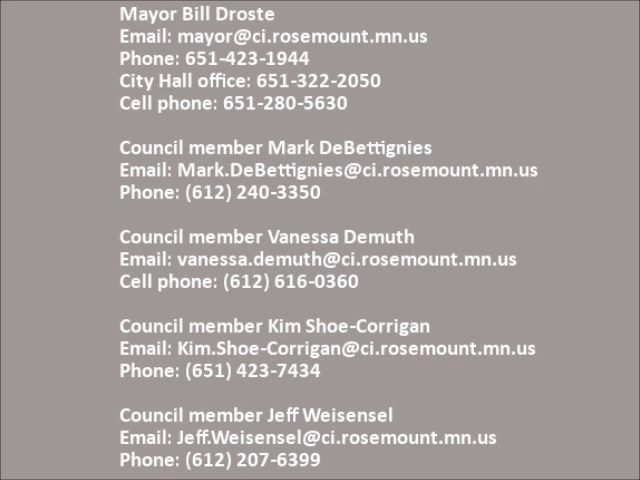 Mayor Bill Droste
Email: mayor@ci.rosemount.mn.us
Phone: 651-423-1944
City Hall office: 651-322-2050
Cell phone: 651-280-5630
Council member Mark DeBettignies
Email: Mark.DeBettignies@ci.rosemount.mn.us
Phone: (612) 240-3350
Council member Vanessa Demuth
Email: vanessa.demuth@ci.rosemount.mn.us
Cell phone: (612) 616-0360
Council member Kim Shoe-Corrigan
Email: Kim.Shoe-Corrigan@ci.rosemount.mn.us
Phone: (651) 423-7434
Council member Jeff Weisensel
Email: Jeff.Weisensel@ci.rosemount.mn.us
Phone: (612) 207-6399